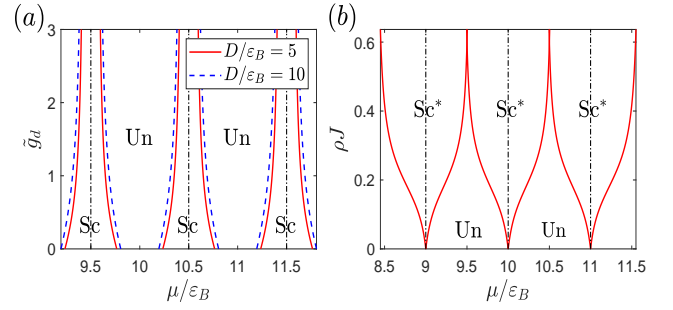 (a)
3
2
1
0
g̃_d
D/ε_B = 5
D/ε_B = 10
Un
Un
Sc
Sc
Sc
9.5
10
10.5
11
11.5
μ/ε_B
(b)
0.6
0.4
0.2
0
ρJ
Sc*
Sc*
Sc*
Un
Un
8.5
9
9.5
10
10.5
11
11.5
μ/ε_B